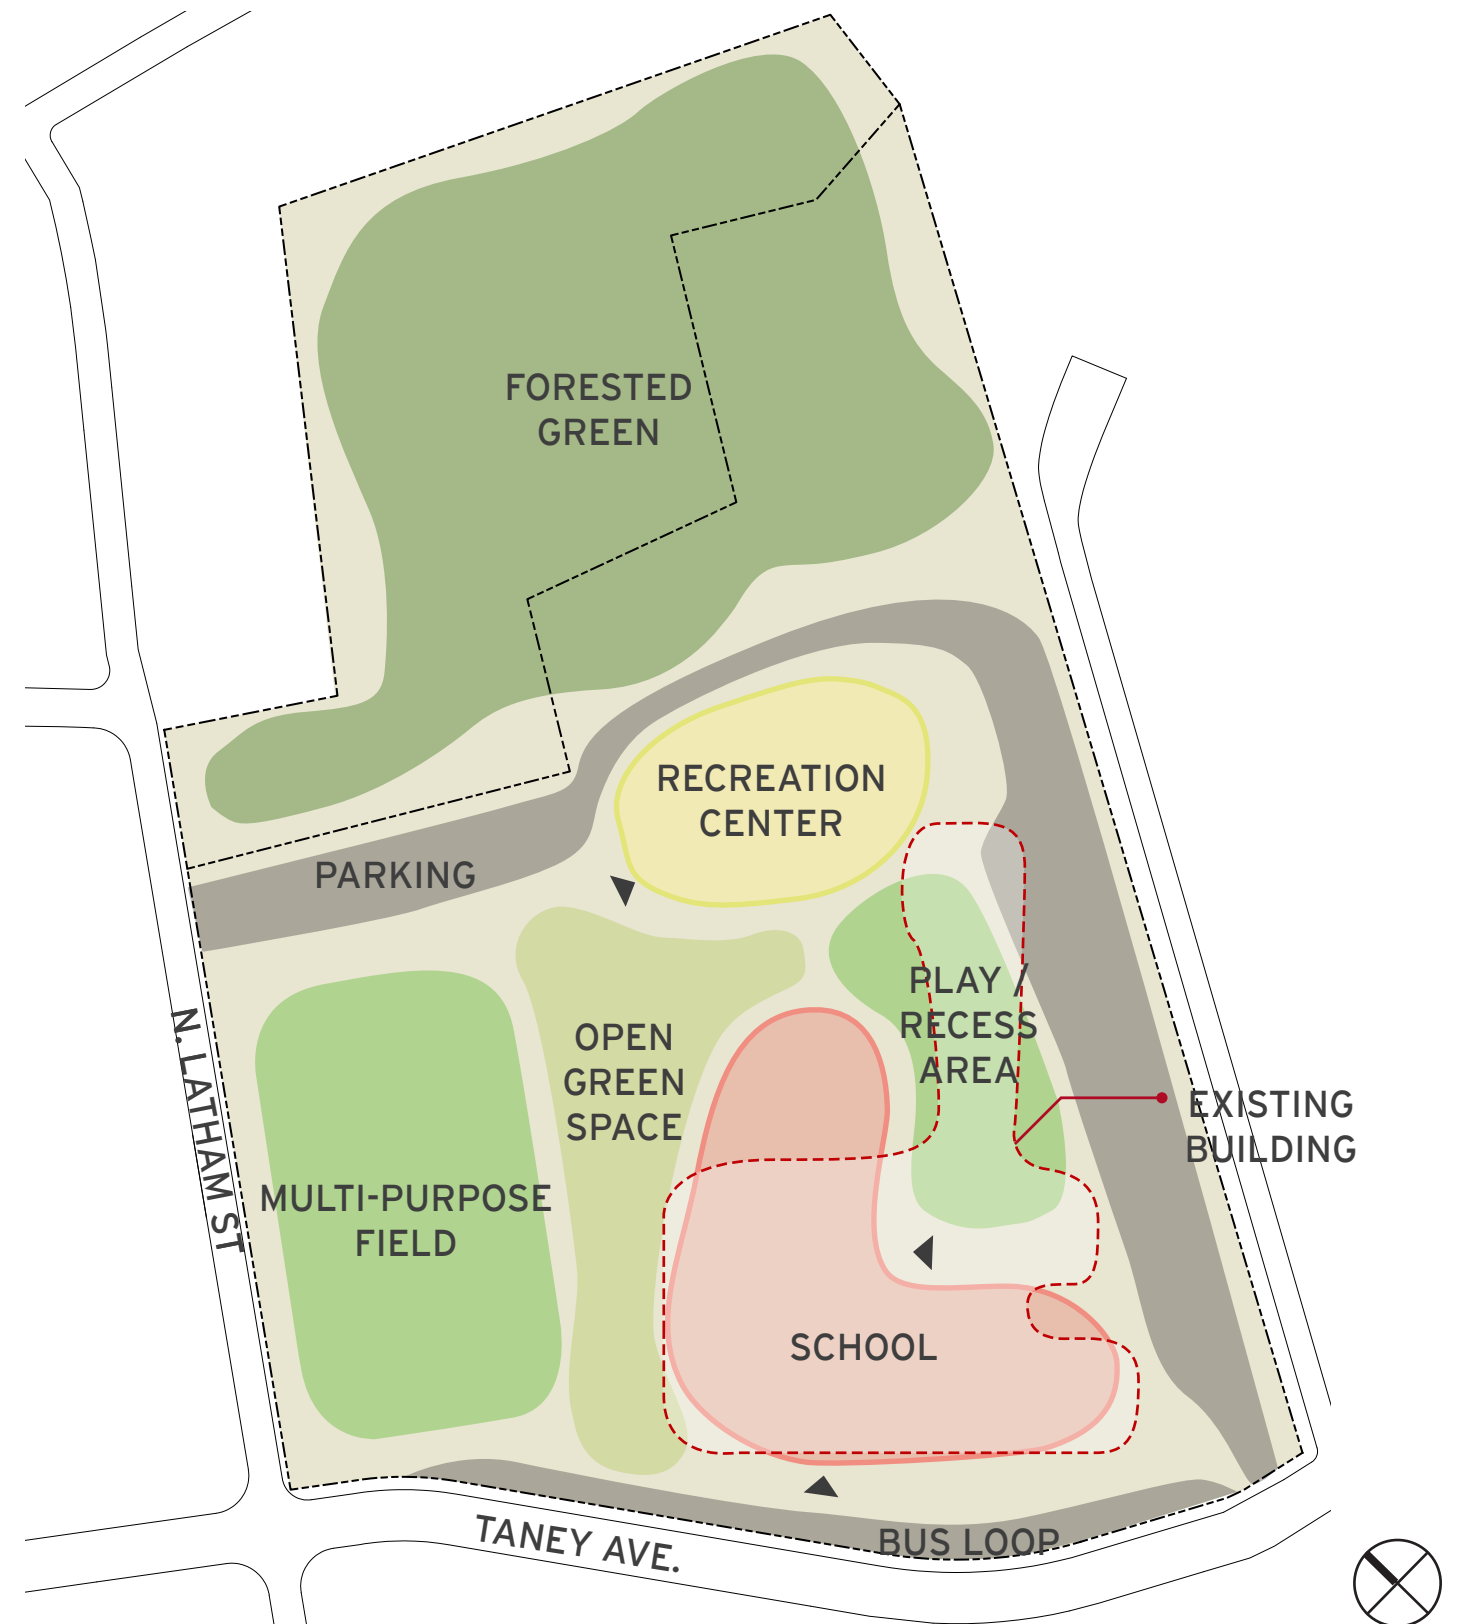 FORESTED
GREEN
RECREATION
CENTER
PARKING
PLAY /
RECESS
AREA
OPEN
GREEN
SPACE
N. LATHAM ST
EXISTING
BUILDING
MULTI-PURPOSE
FIELD
SCHOOL
TANEY AVE.
BUS LOOP